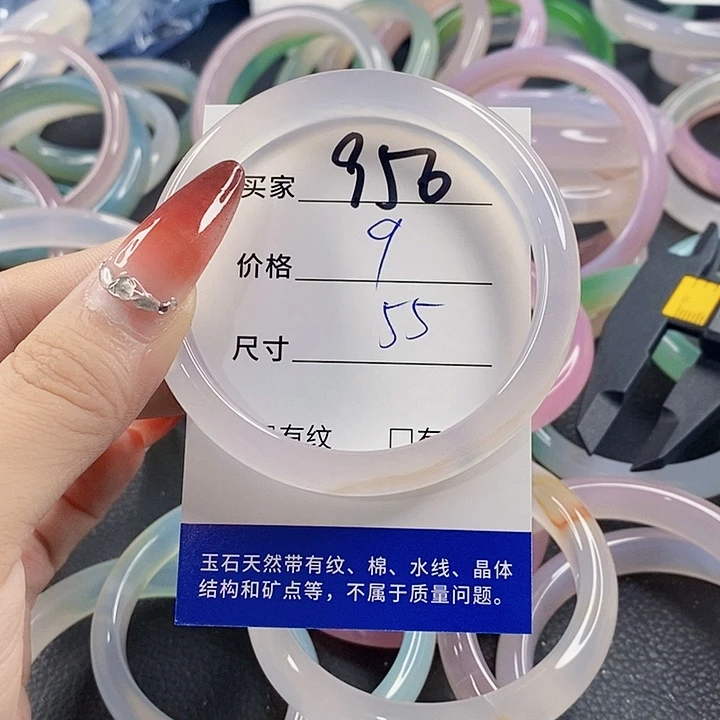 买家 956
价格 9
尺寸 55
有纹 □有
玉石天然带有纹、棉、水线、晶体
结构和矿点等，不属于质量问题。